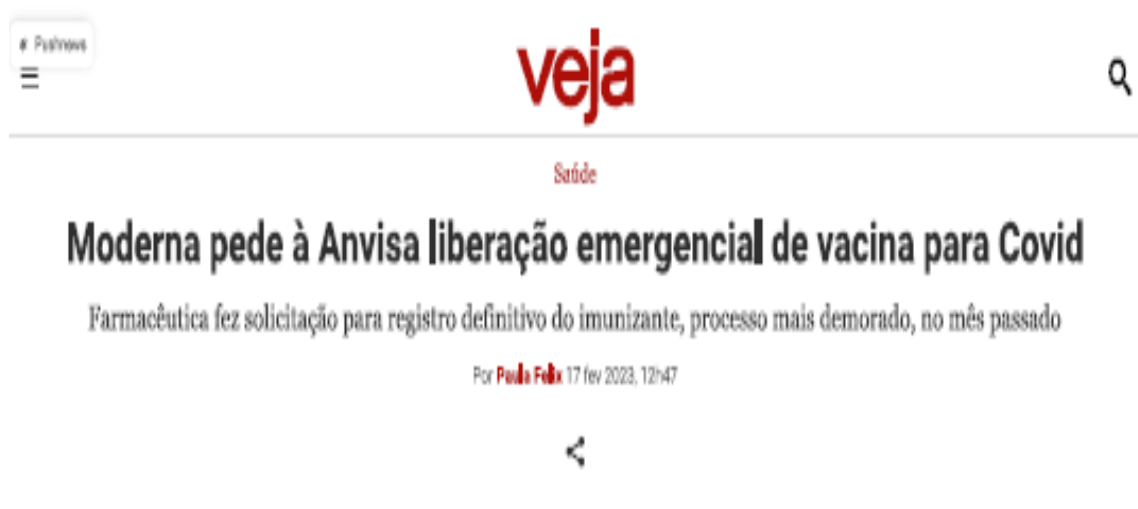 # Pushnews
veja
Saúde
Moderna pede à Anvisa liberação emergencial de vacina para Covid
Farmacêutica fez solicitação para registro definitivo do imunizante, processo mais demorado, no mês passado
Por Paula Felix 17 fev 2023, 12h47